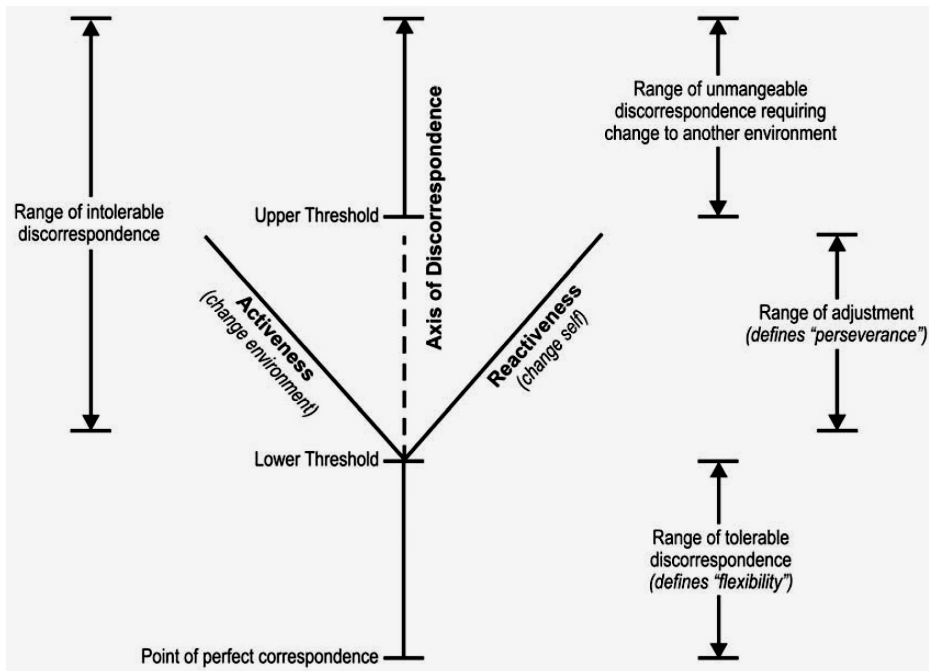 Range of unmangeable
discorrespondence requiring
change to another environment
Axis of Discorrespondence
Range of intolerable
discorrespondence
Upper Threshold
Activeness
(change environment)
Reactiveness
(change self)
Range of adjustment
(defines “perseverance”)
Lower Threshold
Range of tolerable
discorrespondence
(defines “flexibility”)
Point of perfect correspondence